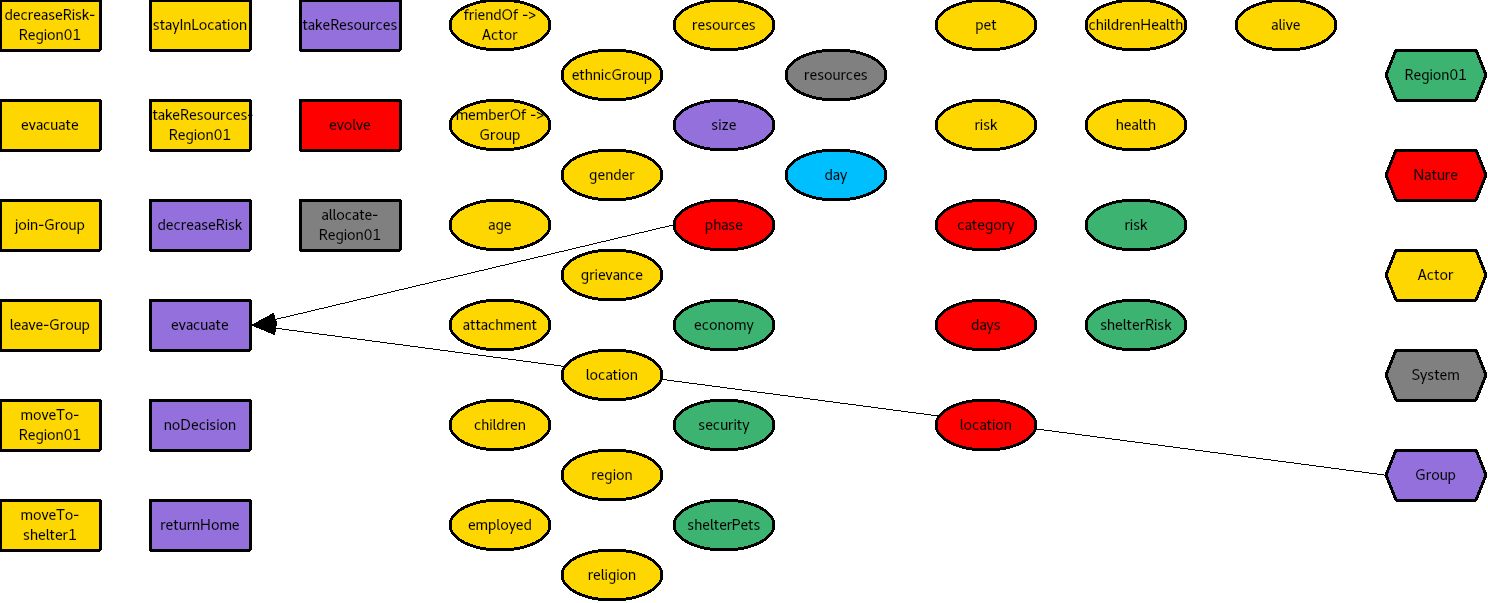 decreaseRisk-
Region01
stayInLocation
takeResources
friendOf ->
Actor
resources
pet
childrenHealth
alive
ethnicGroup
resources
Region01
evacuate
takeResources-
Region01
evolve
memberOf ->
Group
size
risk
health
gender
day
Nature
join-Group
decreaseRisk
allocate-
Region01
age
phase
category
risk
grievance
Actor
leave-Group
evacuate
attachment
economy
days
shelterRisk
location
System
moveTo-
Region01
noDecision
children
security
location
region
Group
moveTo-
shelter1
returnHome
employed
shelterPets
religion